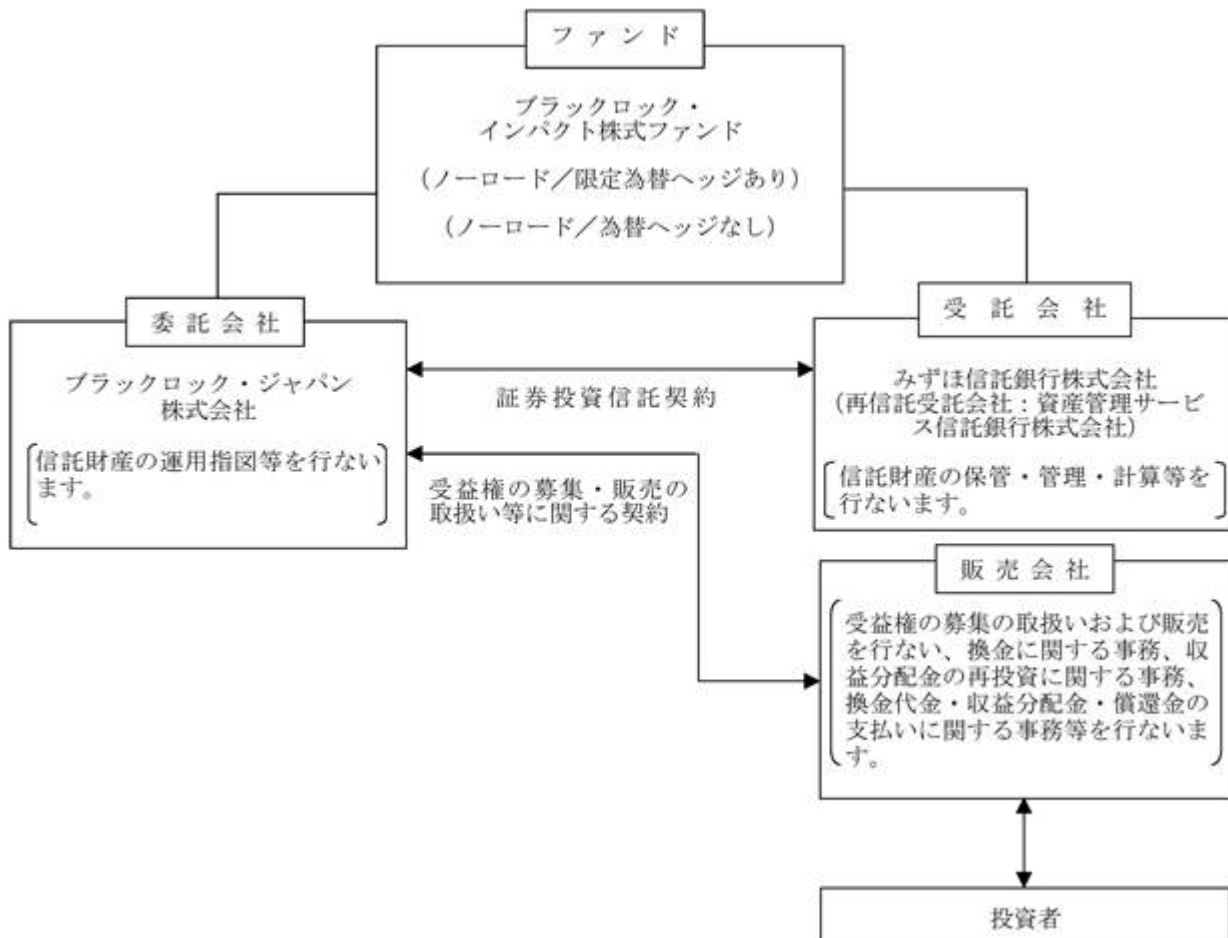 ファンド
ブラックロック・
インパクト株式ファンド
（ノーロード／限定為替ヘッジあり）
（ノーロード／為替ヘッジなし）
委託会社
ブラックロック・ジャパン
株式会社
信託財産の運用指図等を行ない
ます。
証券投資信託契約
受益権の募集・販売の
取扱い等に関する契約
受託会社
みずほ信託銀行株式会社
（再信託受託会社：資産管理サービ
ス信託銀行株式会社）
信託財産の保管・管理・計算等を
行ないます。
販売会社
受益権の募集の取扱いおよび販売
を行ない、換金に関する事務、収
益分配金の再投資に関する事務、
換金代金・収益分配金・償還金の
支払いに関する事務等を行ないま
す。
投資者